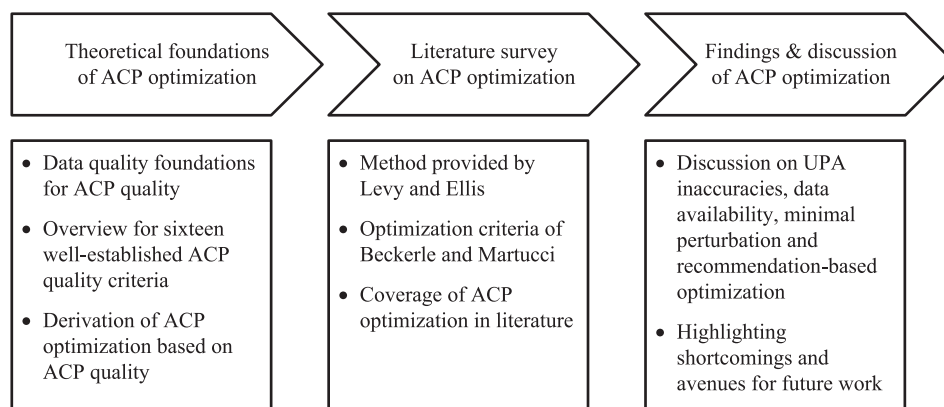 Theoretical foundations
of ACP optimization
Literature survey
on ACP optimization
Findings & discussion
of ACP optimization
• Data quality foundations
for ACP quality
• Overview for sixteen
well-established ACP
quality criteria
• Derivation of ACP
optimization based on
ACP quality
• Method provided by
Levy and Ellis
• Optimization criteria of
Beckerle and Martucci
• Coverage of ACP
optimization in literature
• Discussion on UPA
inaccuracies, data
availability, minimal
perturbation and
recommendation-based
optimization
• Highlighting
shortcomings and
avenues for future work